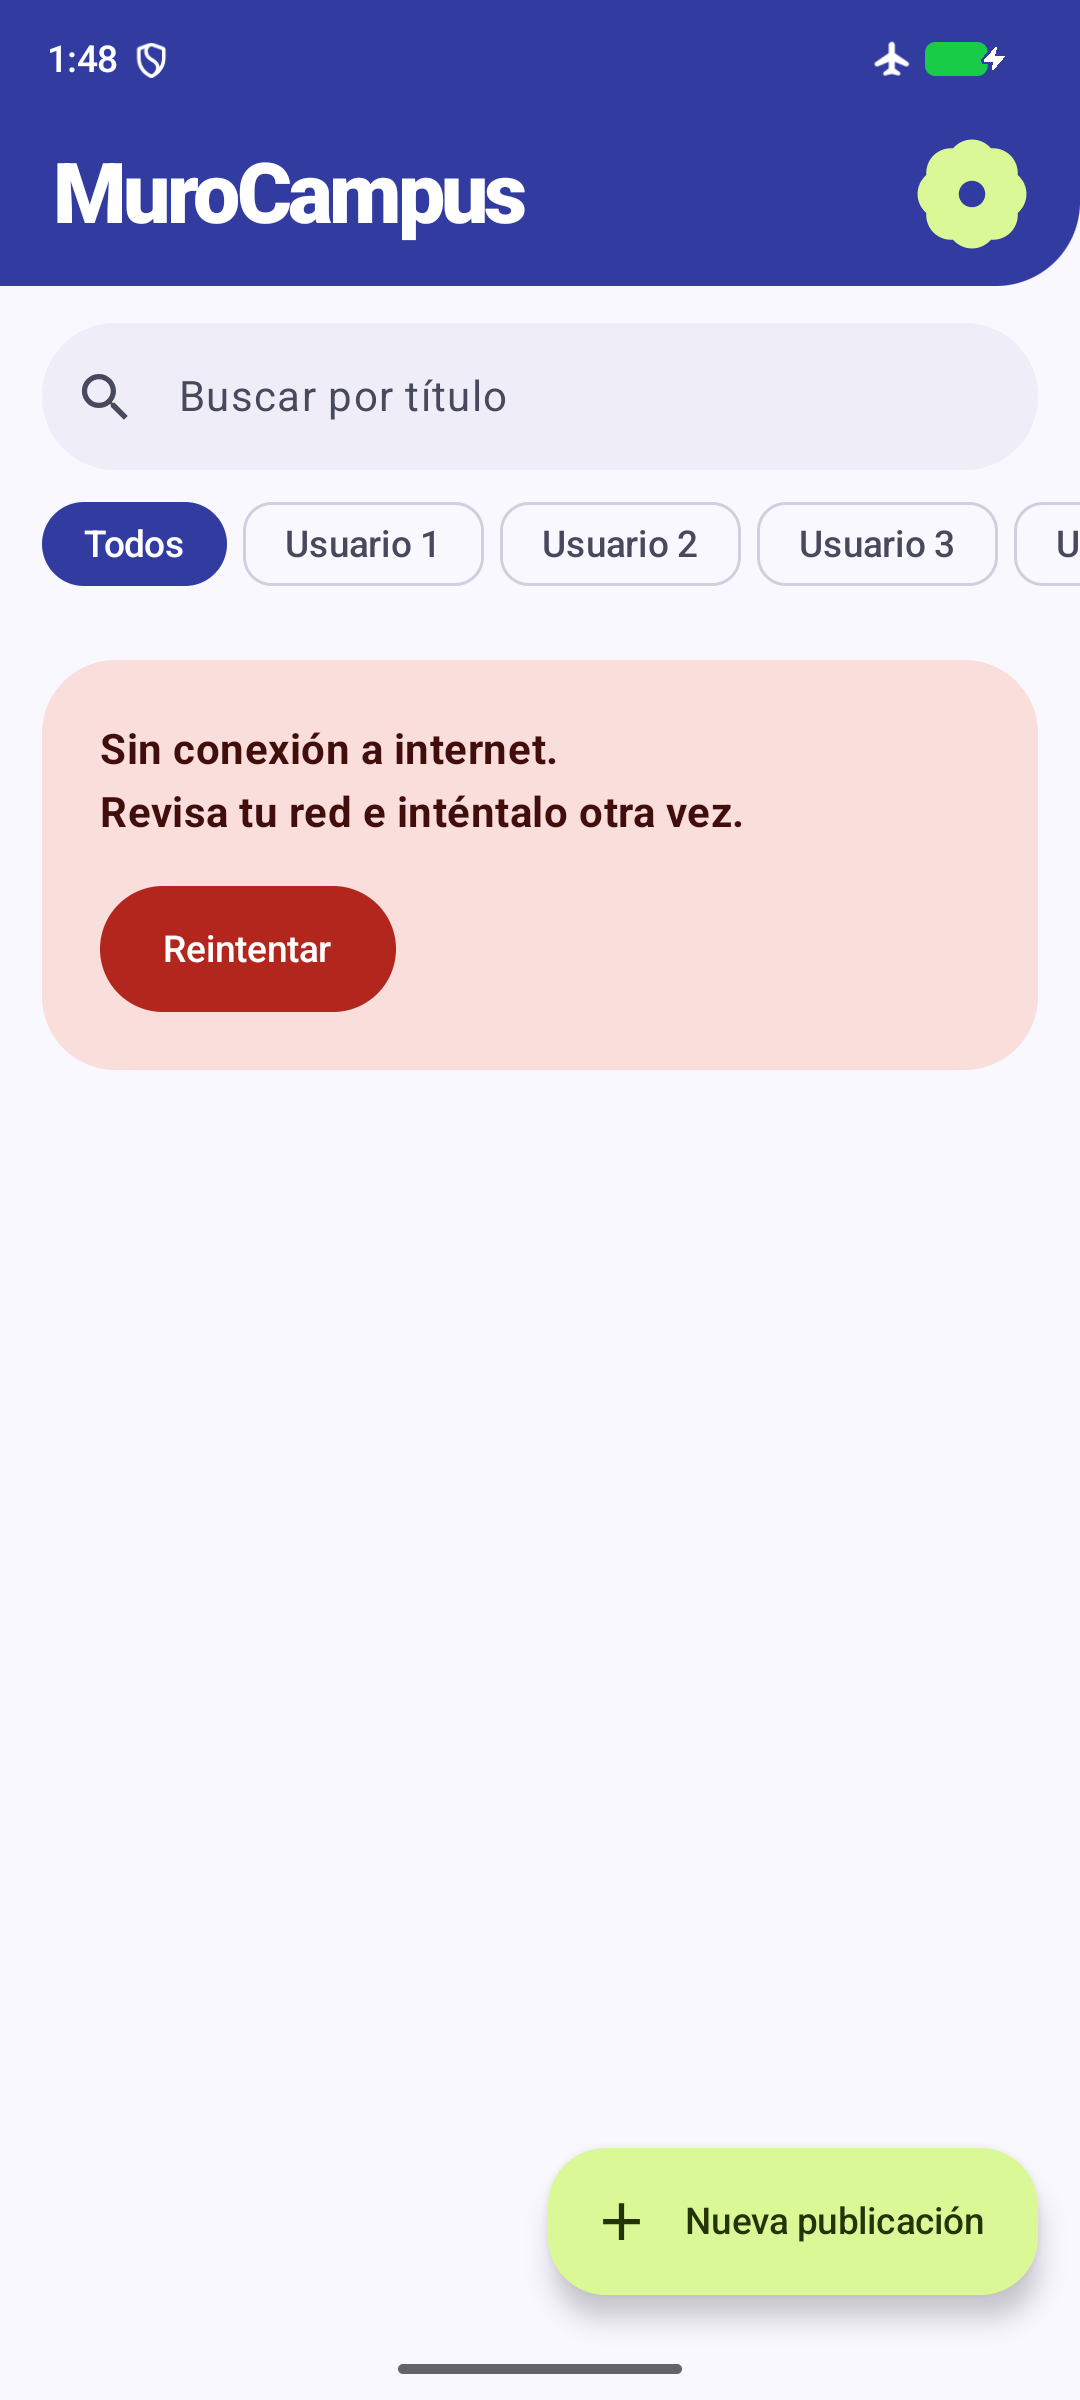 1:48
MuroCampus
Buscar por título
Todos
Usuario 1
Usuario 2
Usuario 3
U
Sin conexión a internet.
Revisa tu red e inténtalo otra vez.
Reintentar
Nueva publicación